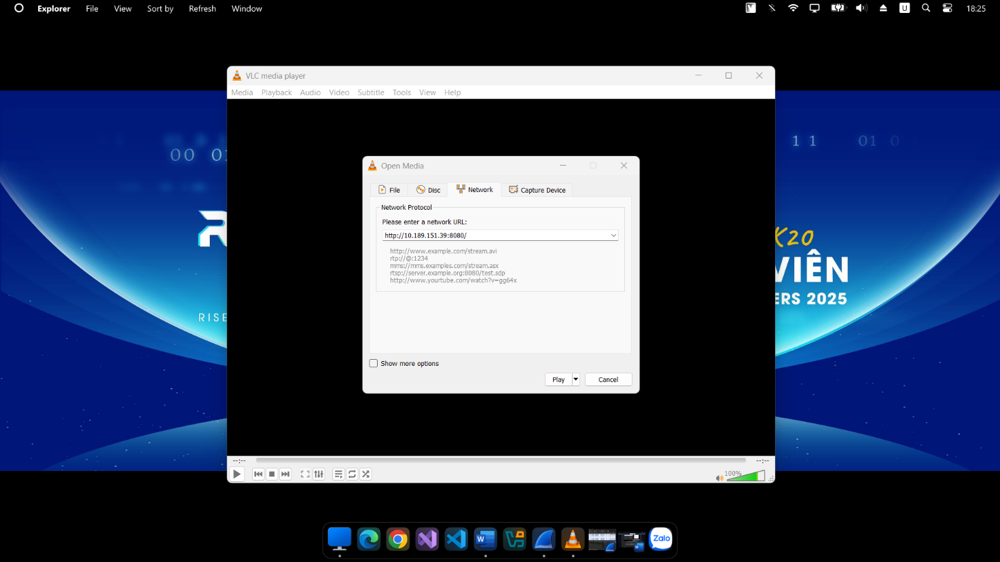 Explorer File View Sort by Refresh Window
U
18:25
VLC media player
Media Playback Audio Video Subtitle Tools View Help
00
1 1 01 0
Open Media
File Disc Network Capture Device
Network Protocol
Please enter a network URL:
http://10.189.151.39:8080/
http://www.example.com/stream.avi
rtp://@:1234
mms://mms.examples.com/stream.asx
rtsp://server.example.org:8080/test.sdp
http://www.yourtube.com/watch?v=gg64x
K20
VIÊN
ERS 2025
RISE
Show more options
Play Cancel
--:-- --:--
100%
Zalo